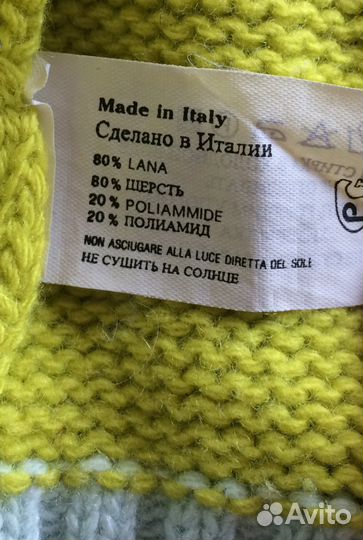 Made in Italy
Сделано в Италии
80% LANA
80% ШЕРСТЬ
20% POLIAMMIDE
20% ПОЛИАМИД
NON ASCIUGARE ALLA LUCE DIRETTA DEL SOLE
НЕ СУШИТЬ НА СОЛНЦЕ
P
Avito